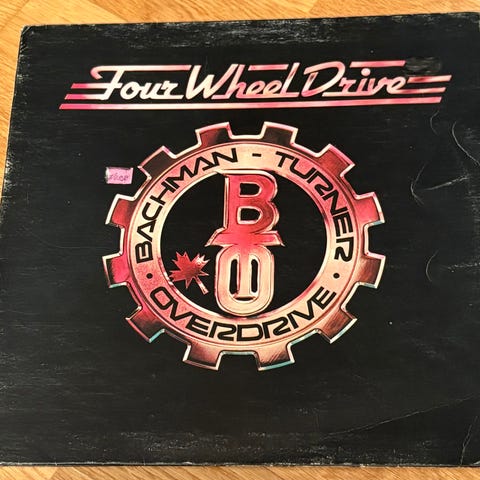 Four Wheel Drive
BACHMAN - TURNER
BTO
· OVERDRIVE ·